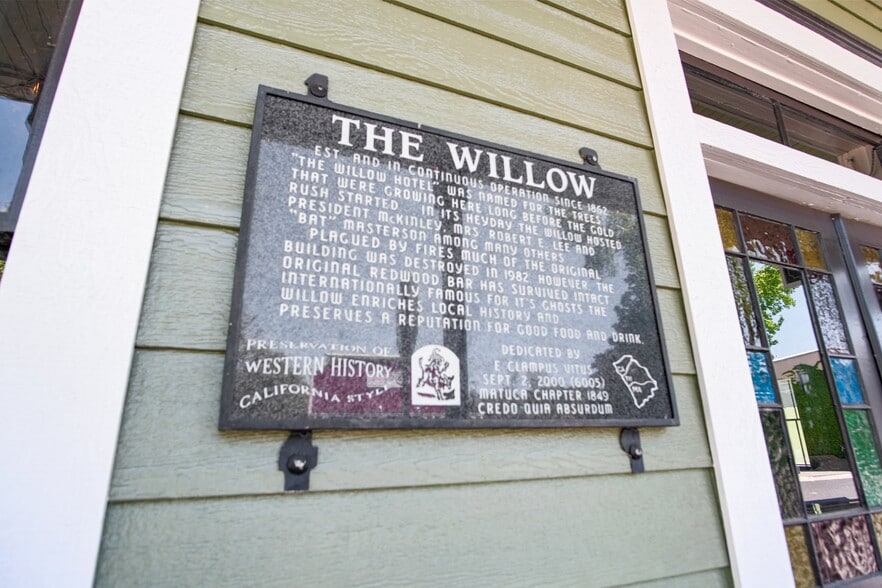 THE WILLOW
EST. AND IN CONTINUOUS OPERATION SINCE 1862
"THE WILLOW HOTEL" WAS NAMED FOR THE TREES
THAT WERE GROWING HERE LONG BEFORE THE GOLD
RUSH STARTED. IN ITS HEYDAY THE WILLOW HOSTED
PRESIDENT McKINLEY, MRS ROBERT E. LEE AND
"BAT" MASTERSON AMONG MANY OTHERS.
PLAGUED BY FIRES MUCH OF THE ORIGINAL
BUILDING WAS DESTROYED IN 1982. HOWEVER, THE
ORIGINAL REDWOOD BAR HAS SURVIVED INTACT
INTERNATIONALLY FAMOUS FOR IT'S GHOSTS THE
WILLOW ENRICHES LOCAL HISTORY AND
PRESERVES A REPUTATION FOR GOOD FOOD AND DRINK.
PRESERVATION OF
WESTERN HISTORY
CALIFORNIA STYLE
DEDICATED BY
E CLAMPUS VITUS
SEPT 2, 2000 (6005)
MATUCA CHAPTER 1849
CREDO QUIA ABSURDUM